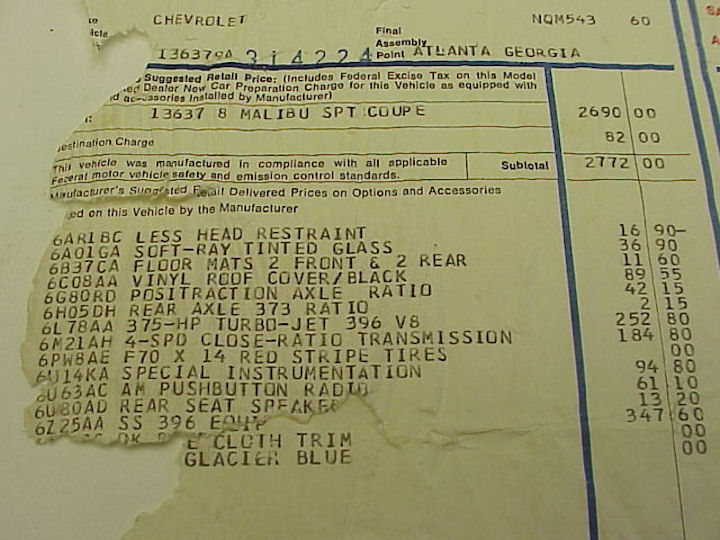 CHEVROLET NQM543 60
Final
Assembly
136379A 314224 Point ATLANTA GEORGIA
Suggested Retail Price: (Includes Federal Excise Tax on this Model
Dealer New Car Preparation Charge for this Vehicle as equipped with
accessories Installed by Manufacturer)
13637 8 MALIBU SPT COUPE 2690 00
estination Charge 82 00
This vehicle was manufactured in compliance with all applicable
Federal motor vehicle safety and emission control standards. Subtotal 2772 00
Manufacturer's Suggested Retail Delivered Prices on Options and Accessories
ed on this Vehicle by the Manufacturer
6AR1BC LESS HEAD RESTRAINT 16 90-
6A01GA SOFT-RAY TINTED GLASS 36 90
6B37CA FLOOR MATS 2 FRONT & 2 REAR 11 60
6C08AA VINYL ROOF COVER/BLACK 89 55
6G80RD POSITRACTION AXLE RATIO 42 15
6H05DH REAR AXLE 373 RATIO 2 15
6L78AA 375-HP TURBO-JET 396 V8 252 80
6M21AH 4-SPD CLOSE-RATIO TRANSMISSION 184 80
6PW8AE F70 X 14 RED STRIPE TIRES 00
6U14KA SPECIAL INSTRUMENTATION 94 80
6U63AC AM PUSHBUTTON RADIO 61 10
6U80AD REAR SEAT SPEAKER 13 20
6Z25AA SS 396 EQUIP 347 60
DK CLOTH TRIM 00
GLACIER BLUE 00